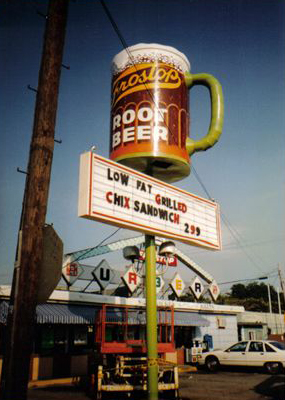 Frostop
ROOT
BEER
LOW FAT GRILLED
CHIX.SANDWICH 299